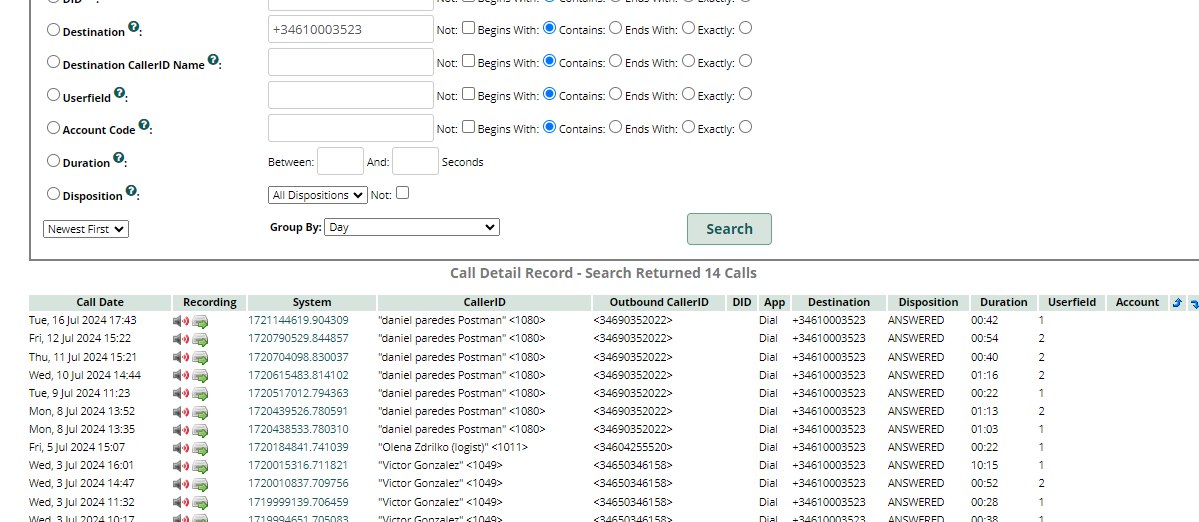 Destination ?: +34610003523 Not: Begins With: Contains: Ends With: Exactly:
Destination CallerID Name ?: Not: Begins With: Contains: Ends With: Exactly:
Userfield ?: Not: Begins With: Contains: Ends With: Exactly:
Account Code ?: Not: Begins With: Contains: Ends With: Exactly:
Duration ?: Between: And: Seconds
Disposition ?: All Dispositions Not:
Newest First Group By: Day Search
Call Detail Record - Search Returned 14 Calls
Call Date Recording System CallerID Outbound CallerID DID App Destination Disposition Duration Userfield Account
Tue, 16 Jul 2024 17:43 1721144619.904309 "daniel paredes Postman" <1080> <34690352022> Dial +34610003523 ANSWERED 00:42 1
Fri, 12 Jul 2024 15:22 1720790529.844857 "daniel paredes Postman" <1080> <34690352022> Dial +34610003523 ANSWERED 00:54 2
Thu, 11 Jul 2024 15:21 1720704098.830037 "daniel paredes Postman" <1080> <34690352022> Dial +34610003523 ANSWERED 00:40 2
Wed, 10 Jul 2024 14:44 1720615483.814102 "daniel paredes Postman" <1080> <34690352022> Dial +34610003523 ANSWERED 01:16 2
Tue, 9 Jul 2024 11:23 1720517012.794363 "daniel paredes Postman" <1080> <34690352022> Dial +34610003523 ANSWERED 00:22 1
Mon, 8 Jul 2024 13:52 1720439526.780591 "daniel paredes Postman" <1080> <34690352022> Dial +34610003523 ANSWERED 01:13 2
Mon, 8 Jul 2024 13:35 1720438533.780310 "daniel paredes Postman" <1080> <34690352022> Dial +34610003523 ANSWERED 01:03 1
Fri, 5 Jul 2024 15:07 1720184841.741039 "Olena Zdrilko (logist)" <1011> <34604255520> Dial +34610003523 ANSWERED 00:22 1
Wed, 3 Jul 2024 16:01 1720015316.711821 "Victor Gonzalez" <1049> <34650346158> Dial +34610003523 ANSWERED 10:15 1
Wed, 3 Jul 2024 14:47 1720010837.709756 "Victor Gonzalez" <1049> <34650346158> Dial +34610003523 ANSWERED 00:52 2
Wed, 3 Jul 2024 11:32 1719999139.706459 "Victor Gonzalez" <1049> <34650346158> Dial +34610003523 ANSWERED 00:28 1
Wed, 3 Jul 2024 10:17 1719994651.705083 "Victor Gonzalez" <1049> <34650346158> Dial +34610003523 ANSWERED 00:38 1